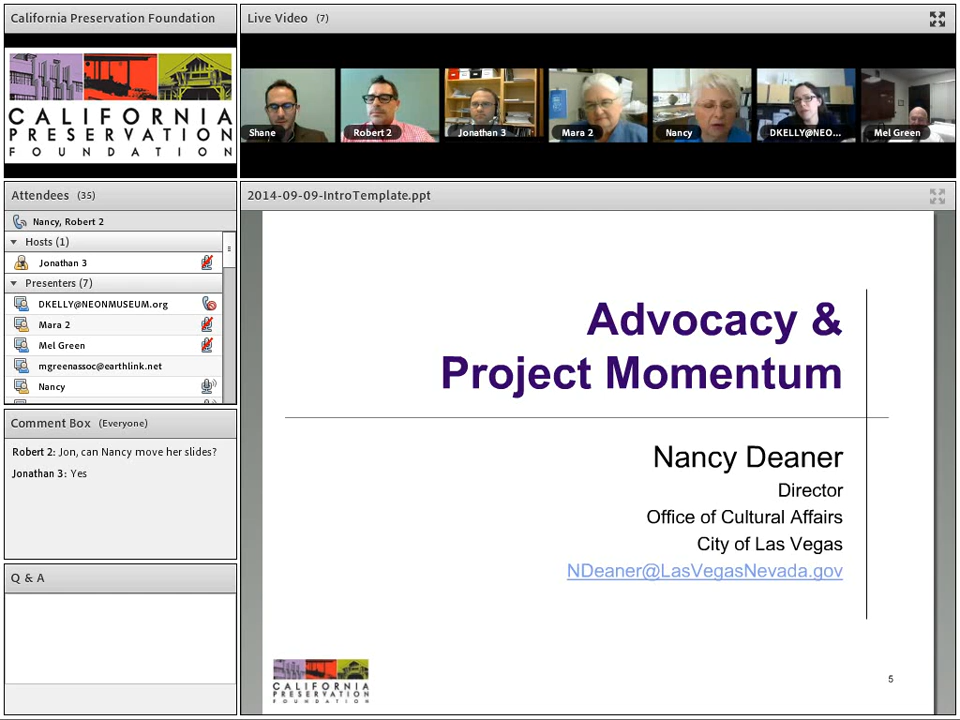 California Preservation Foundation
CALIFORNIA
PRESERVATION
FOUNDATION
Live Video (7)
Shane
Robert 2
Jonathan 3
Mara 2
Nancy
DKELLY@NEO...
Mel Green
Attendees (35)
Nancy, Robert 2
Hosts (1)
Jonathan 3
Presenters (7)
DKELLY@NEONMUSEUM.org
Mara 2
Mel Green
mgreenassoc@earthlink.net
Nancy
Comment Box (Everyone)
Robert 2: Jon, can Nancy move her slides?
Jonathan 3: Yes
Q & A
2014-09-09-IntroTemplate.ppt
Advocacy &
Project Momentum
Nancy Deaner
Director
Office of Cultural Affairs
City of Las Vegas
NDeaner@LasVegasNevada.gov
CALIFORNIA
PRESERVATION
FOUNDATION
5